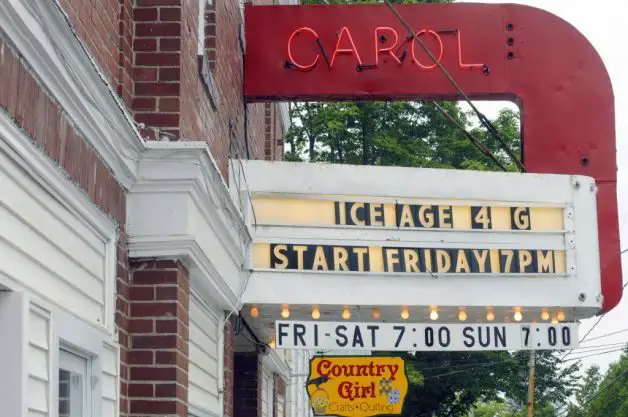 CAROL
ICE AGE 4 G
START FRIDAY 7PM
FRI-SAT 7:00 SUN 7:00
Country
Girl
Crafts•Quilting